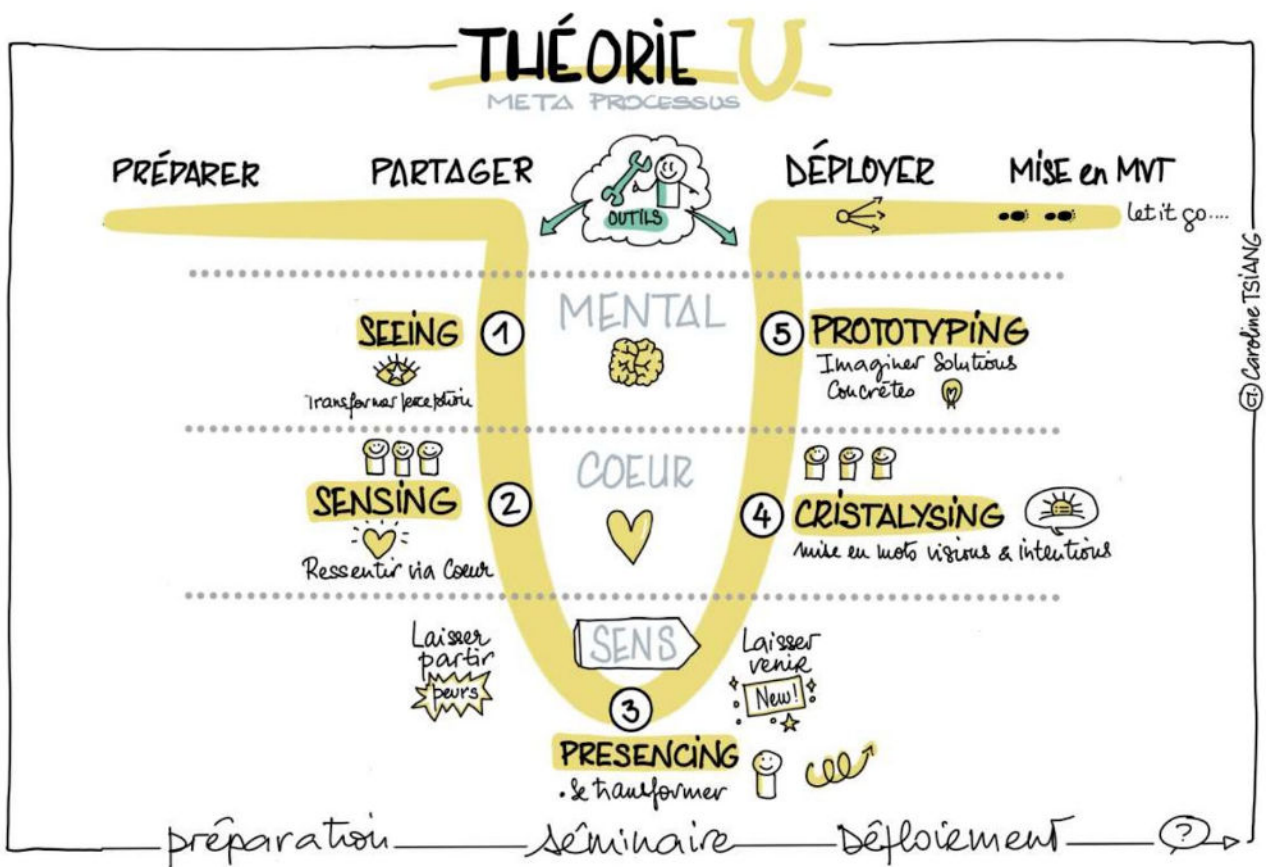 THÉORIE U
META PROCESSUS
PRÉPARER
PARTAGER
OUTILS
DÉPLOYER
MISE en MVT
let it go....
MENTAL
1
SEEING
Transformer perception
5
PROTOTYPING
Imaginer Solutions
Concrètes
COEUR
2
SENSING
Ressentir via Coeur
4
CRISTALYSING
mise en mots visions & intentions
Laisser
partir
peurs
SENS
Laisser
venir
New!
3
PRESENCING
• Se transformer
préparation
séminaire
Déploiement
?
ct. Caroline TSIANG